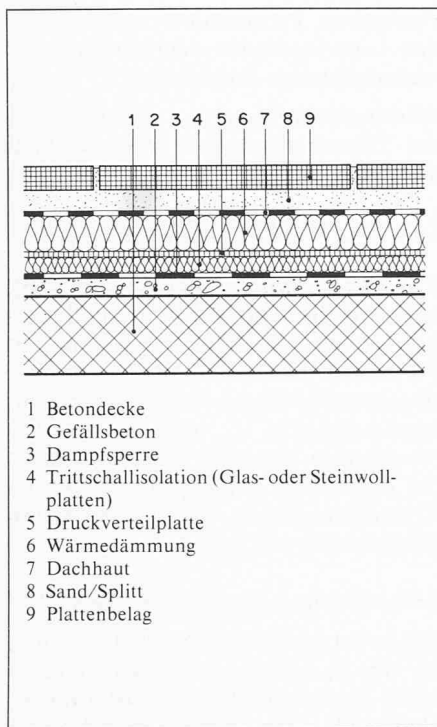 1 2 3 4 5 6 7 8 9
1 Betondecke
2 Gefällsbeton
3 Dampfsperre
4 Trittschallisolation (Glas- oder Steinwoll-
platten)
5 Druckverteilplatte
6 Wärmedämmung
7 Dachhaut
8 Sand/Splitt
9 Plattenbelag